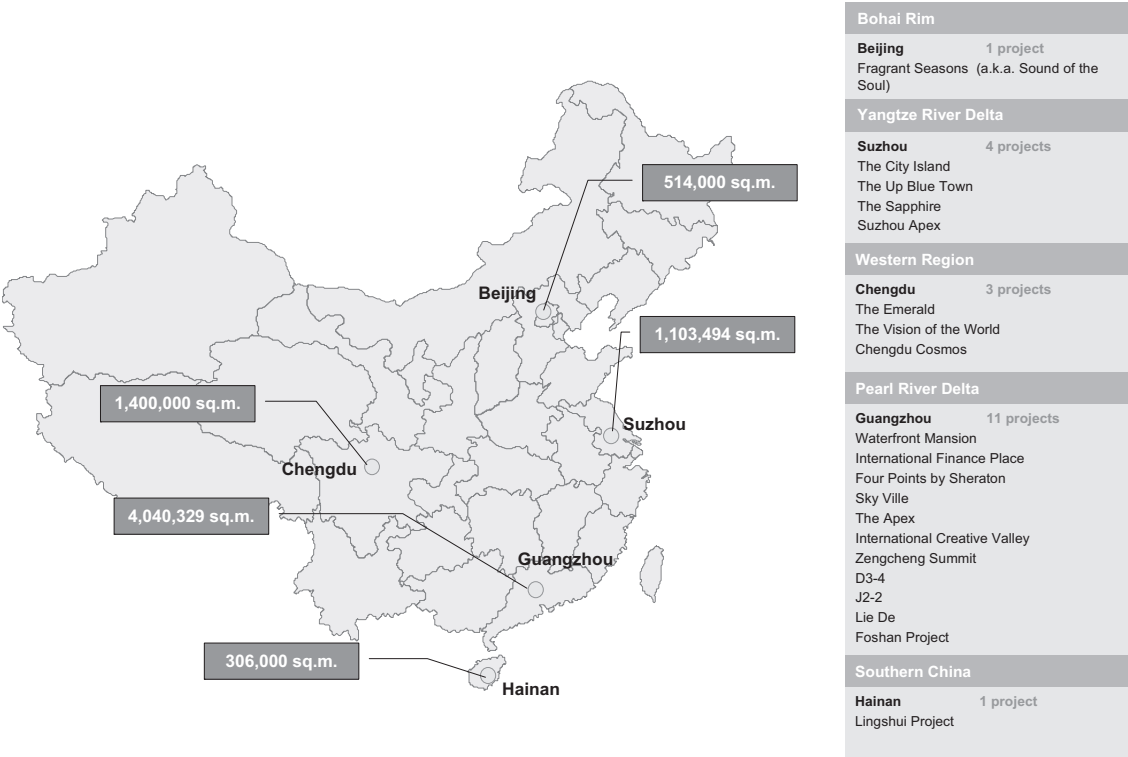 514,000 sq.m.
Beijing
1,103,494 sq.m.
1,400,000 sq.m.
Suzhou
Chengdu
4,040,329 sq.m.
Guangzhou
306,000 sq.m.
Hainan
Bohai Rim
Beijing 1 project
Fragrant Seasons (a.k.a. Sound of the
Soul)
Yangtze River Delta
Suzhou 4 projects
The City Island
The Up Blue Town
The Sapphire
Suzhou Apex
Western Region
Chengdu 3 projects
The Emerald
The Vision of the World
Chengdu Cosmos
Pearl River Delta
Guangzhou 11 projects
Waterfront Mansion
International Finance Place
Four Points by Sheraton
Sky Ville
The Apex
International Creative Valley
Zengcheng Summit
D3-4
J2-2
Lie De
Foshan Project
Southern China
Hainan 1 project
Lingshui Project